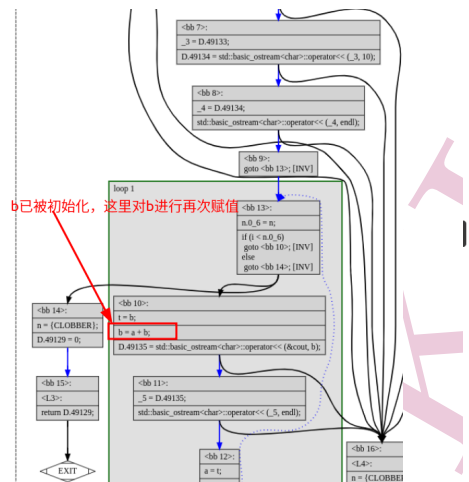 <bb 7>:
_3 = D.49133;
D.49134 = std::basic_ostream<char>::operator<< (_3, 10);
<bb 8>:
_4 = D.49134;
std::basic_ostream<char>::operator<< (_4, endl);
<bb 9>:
goto <bb 13>; [INV]
loop 1
b已被初始化，这里对b进行再次赋值
<bb 13>:
n.0_6 = n;
if (i < n.0_6)
goto <bb 10>; [INV]
else
goto <bb 14>; [INV]
<bb 14>:
n = {CLOBBER};
D.49129 = 0;
<bb 10>:
t = b;
b = a + b;
D.49135 = std::basic_ostream<char>::operator<< (&cout, b);
<bb 15>:
<L3>:
return D.49129;
<bb 11>:
_5 = D.49135;
std::basic_ostream<char>::operator<< (_5, endl);
EXIT
<bb 12>:
a = t;
<bb 16>:
<L4>:
n = {CLOBBE